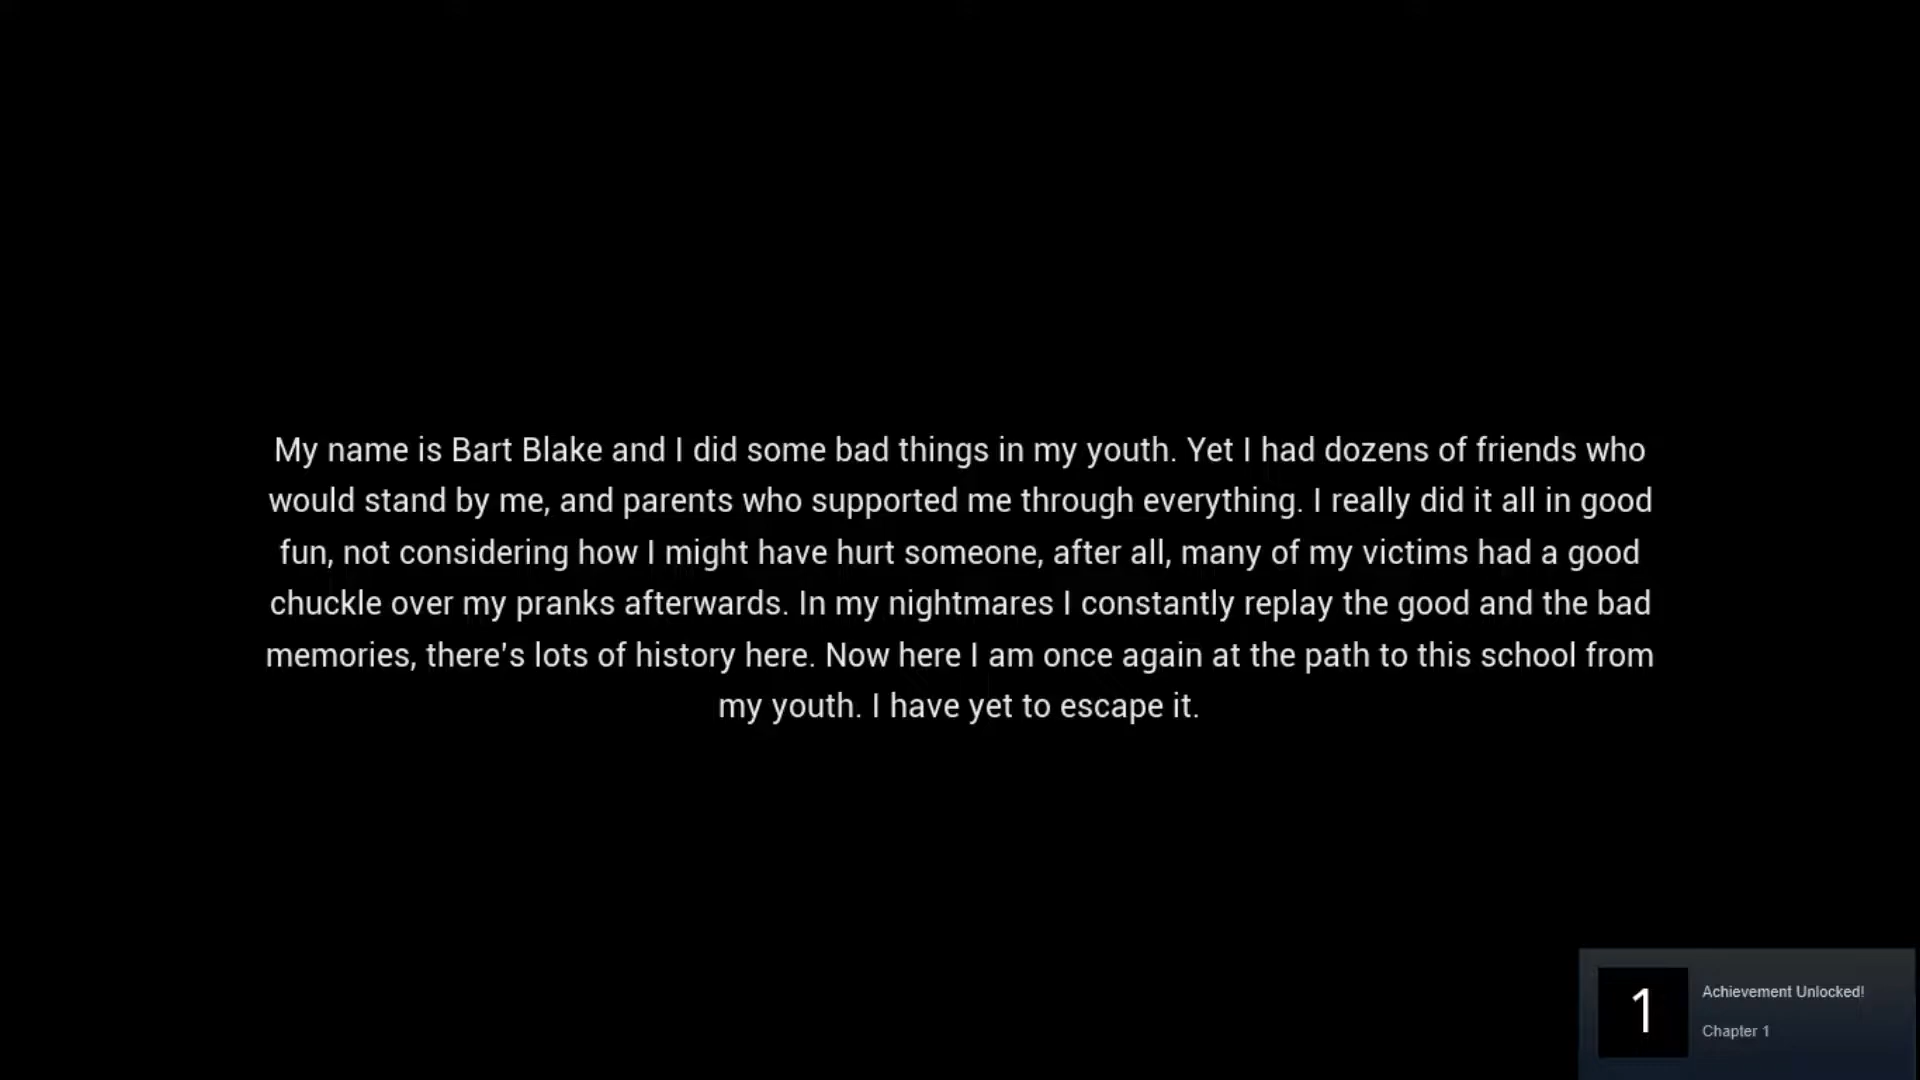 My name is Bart Blake and I did some bad things in my youth. Yet I had dozens of friends who
would stand by me, and parents who supported me through everything. I really did it all in good
fun, not considering how I might have hurt someone, after all, many of my victims had a good
chuckle over my pranks afterwards. In my nightmares I constantly replay the good and the bad
memories, there's lots of history here. Now here I am once again at the path to this school from
my youth. I have yet to escape it.
1
Achievement Unlocked!
Chapter 1